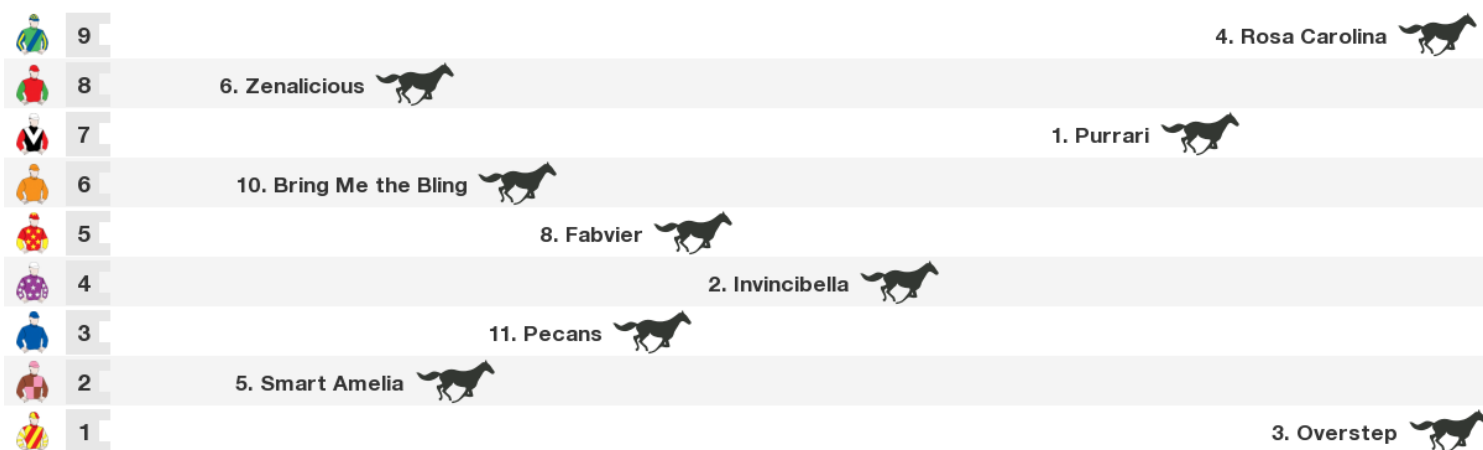 9 4. Rosa Carolina
8 6. Zenalicious
7 1. Purrari
6 10. Bring Me the Bling
5 8. Fabvier
4 2. Invincibella
3 11. Pecans
2 5. Smart Amelia
1 3. Overstep